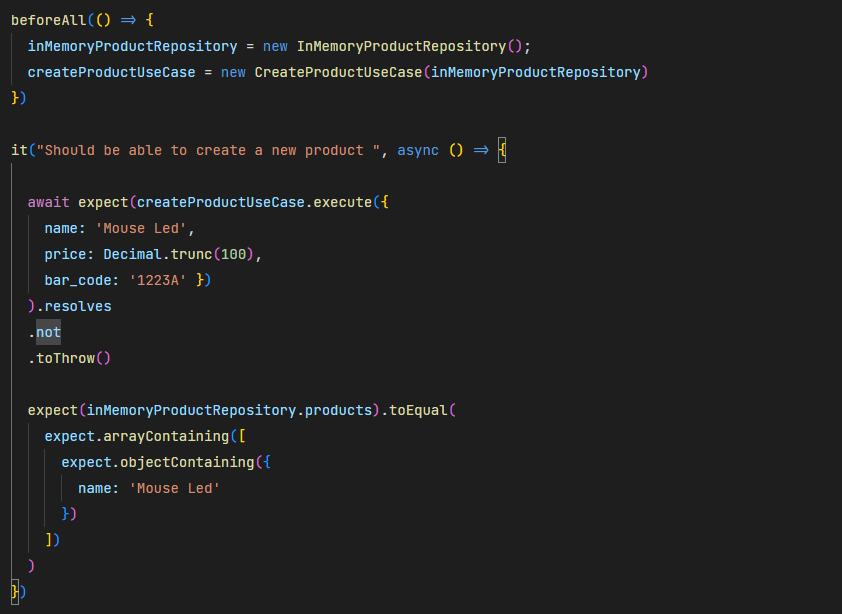 beforeAll(() => {
  inMemoryProductRepository = new InMemoryProductRepository();
  createProductUseCase = new CreateProductUseCase(inMemoryProductRepository)
})

it("Should be able to create a new product ", async () => {

  await expect(createProductUseCase.execute({
    name: 'Mouse Led',
    price: Decimal.trunc(100),
    bar_code: '1223A' })
  ).resolves
  .not
  .toThrow()

  expect(inMemoryProductRepository.products).toEqual(
    expect.arrayContaining([
      expect.objectContaining({
        name: 'Mouse Led'
      })
    ])
  )
})